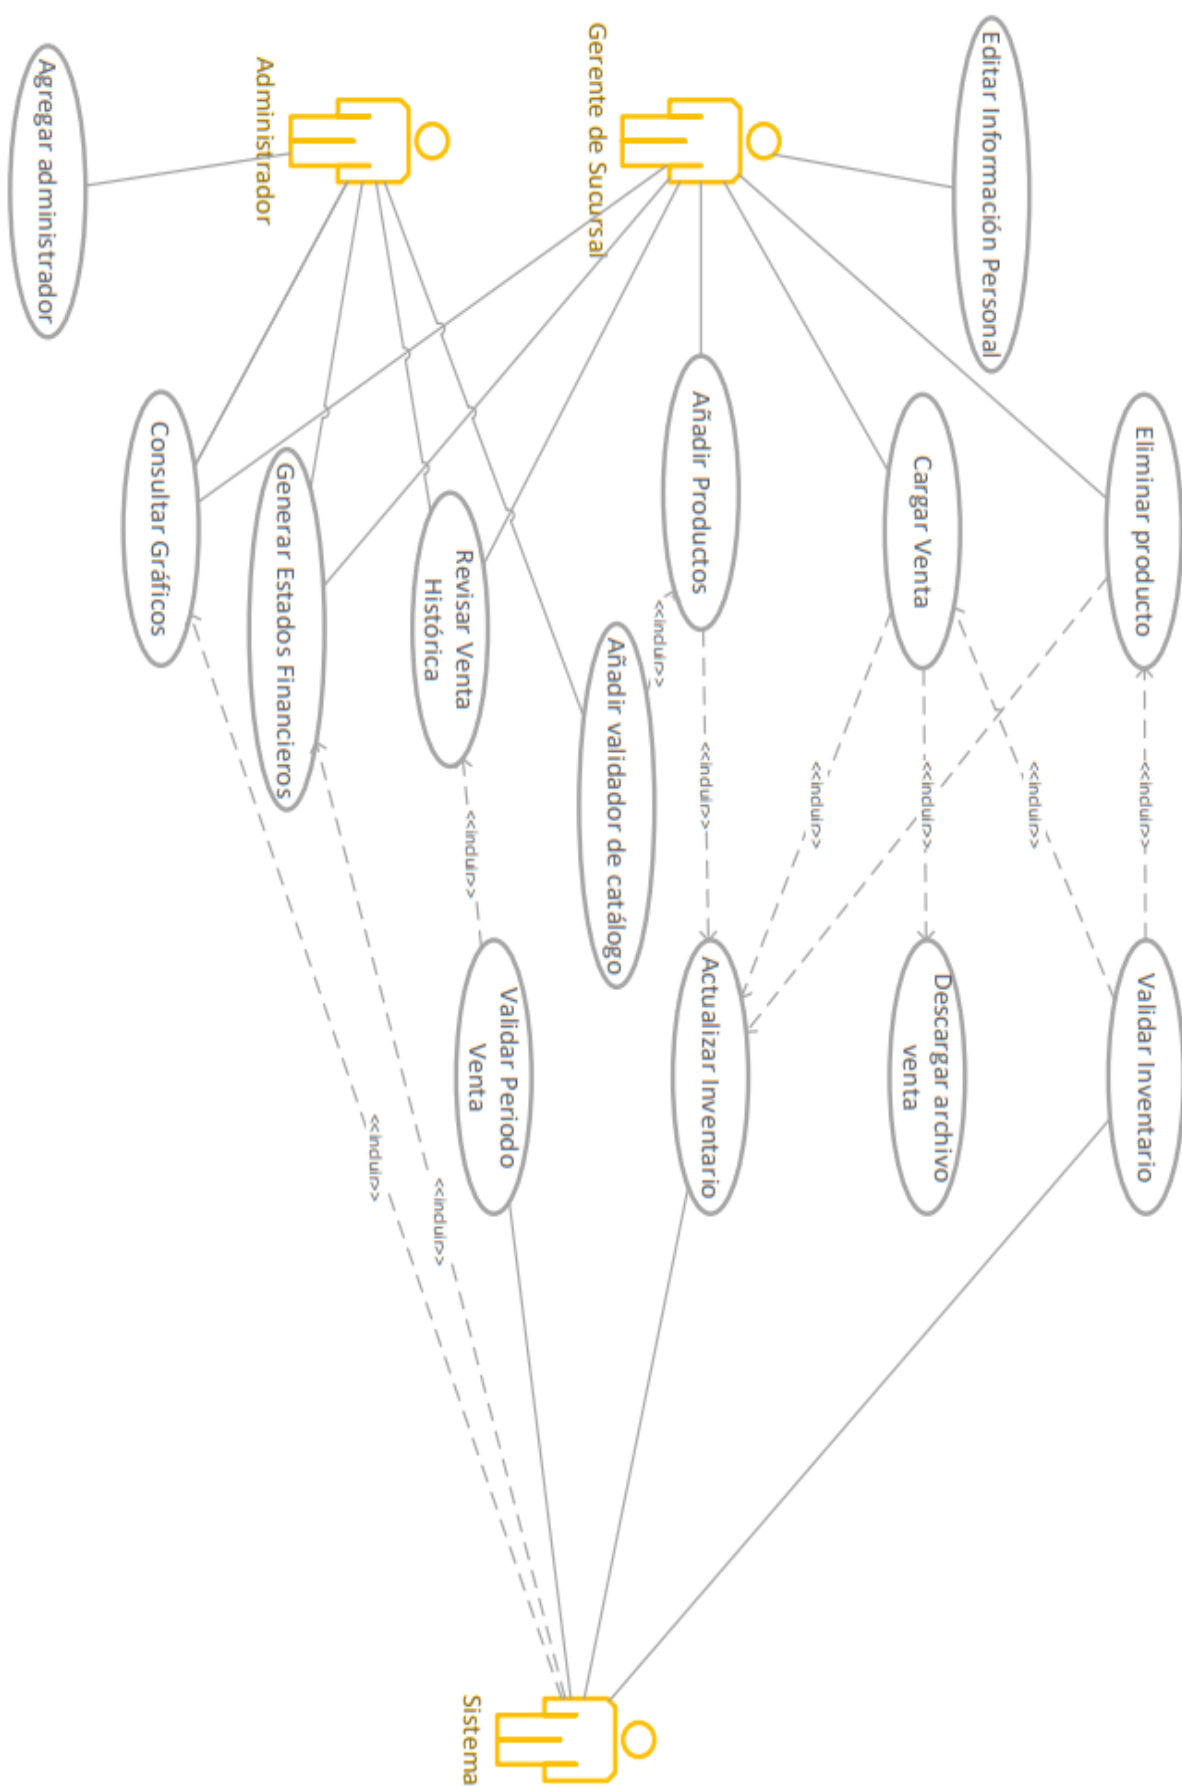 Editar Información Personal
Gerente de Sucursal
Administrador
Agregar administrador
Eliminar producto
Cargar Venta
Añadir Productos
Revisar Venta
Histórica
Generar Estados Financieros
Consultar Gráficos
Añadir validador de catálogo
<<incluir>>
<<incluir>>
<<incluir>>
<<incluir>>
<<incluir>>
<<incluir>>
<<incluir>>
<<incluir>>
<<incluir>>
Validar Inventario
Descargar archivo
venta
Actualizar Inventario
Validar Periodo
Venta
Sistema